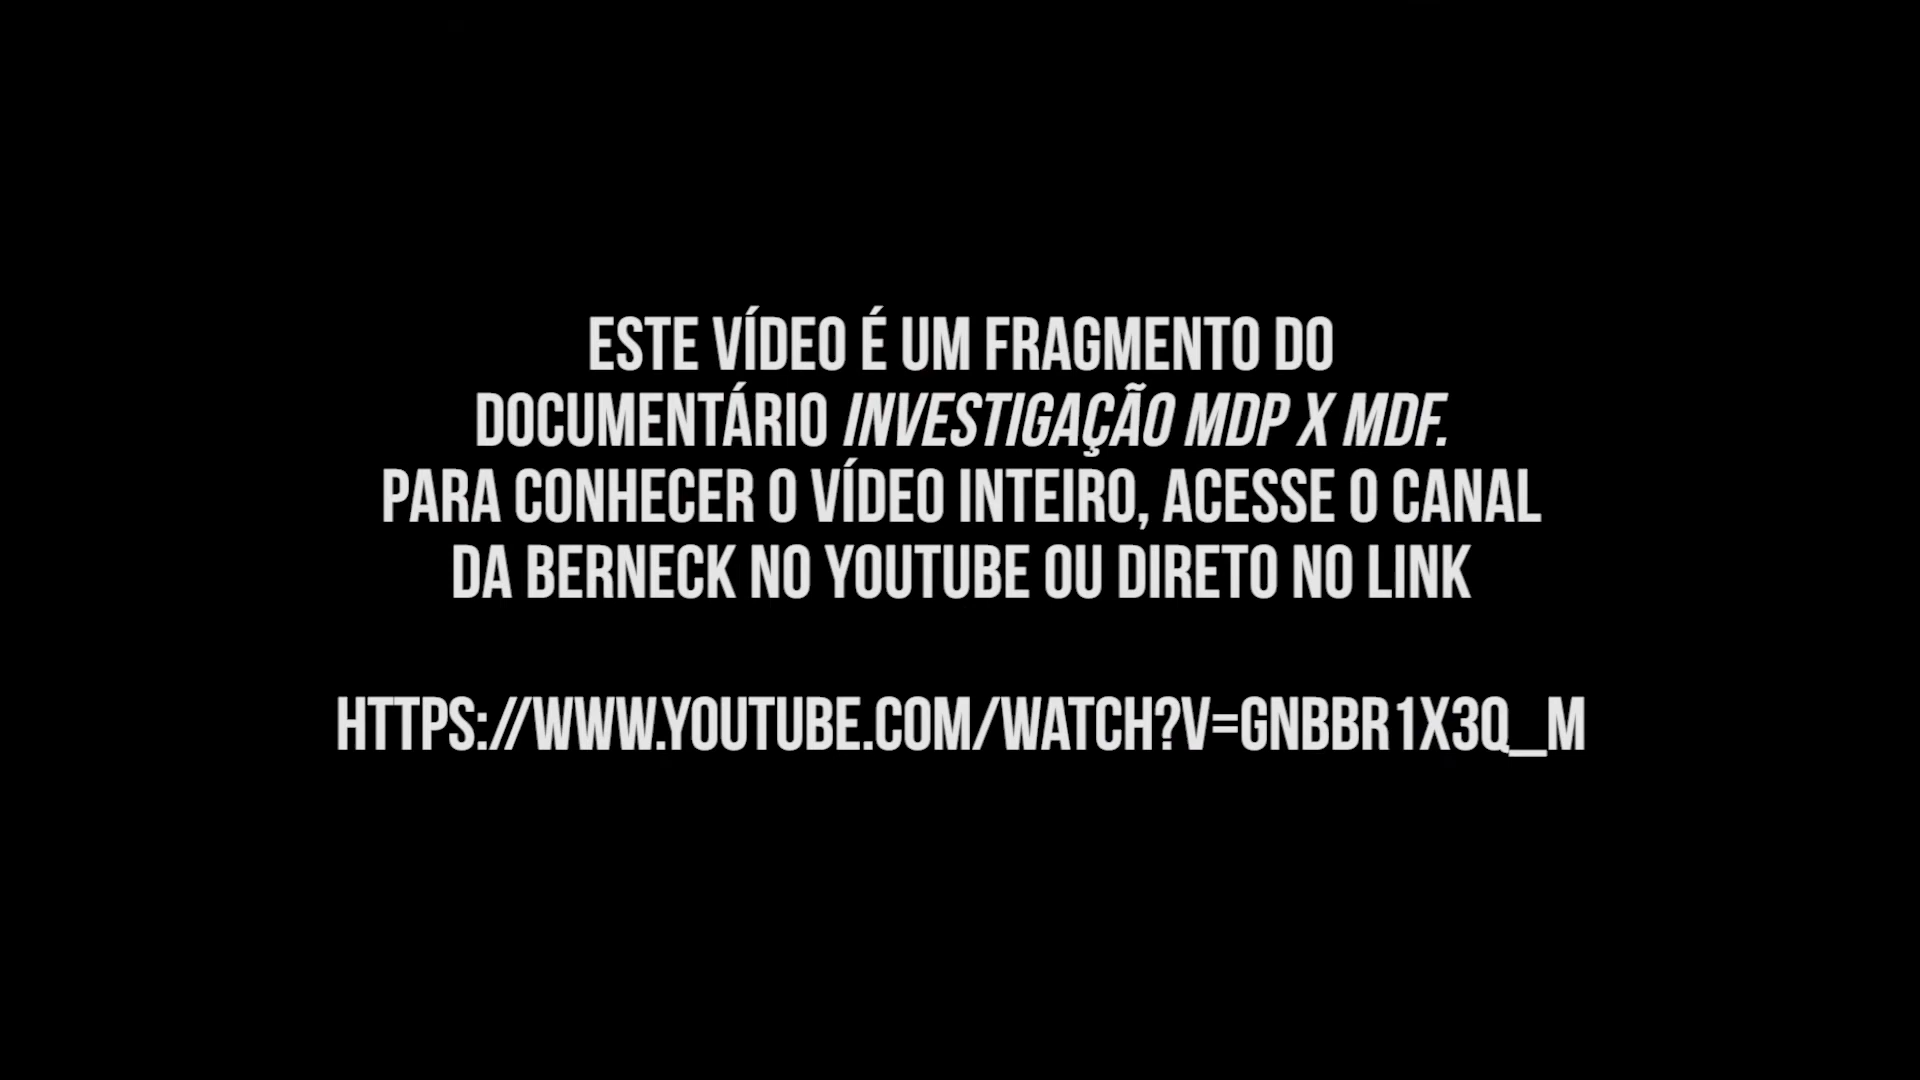 ESTE VÍDEO É UM FRAGMENTO DO
DOCUMENTÁRIO INVESTIGAÇÃO MDP X MDF.
PARA CONHECER O VÍDEO INTEIRO, ACESSE O CANAL
DA BERNECK NO YOUTUBE OU DIRETO NO LINK
HTTPS://WWW.YOUTUBE.COM/WATCH?V=GNBBR1X3Q_M